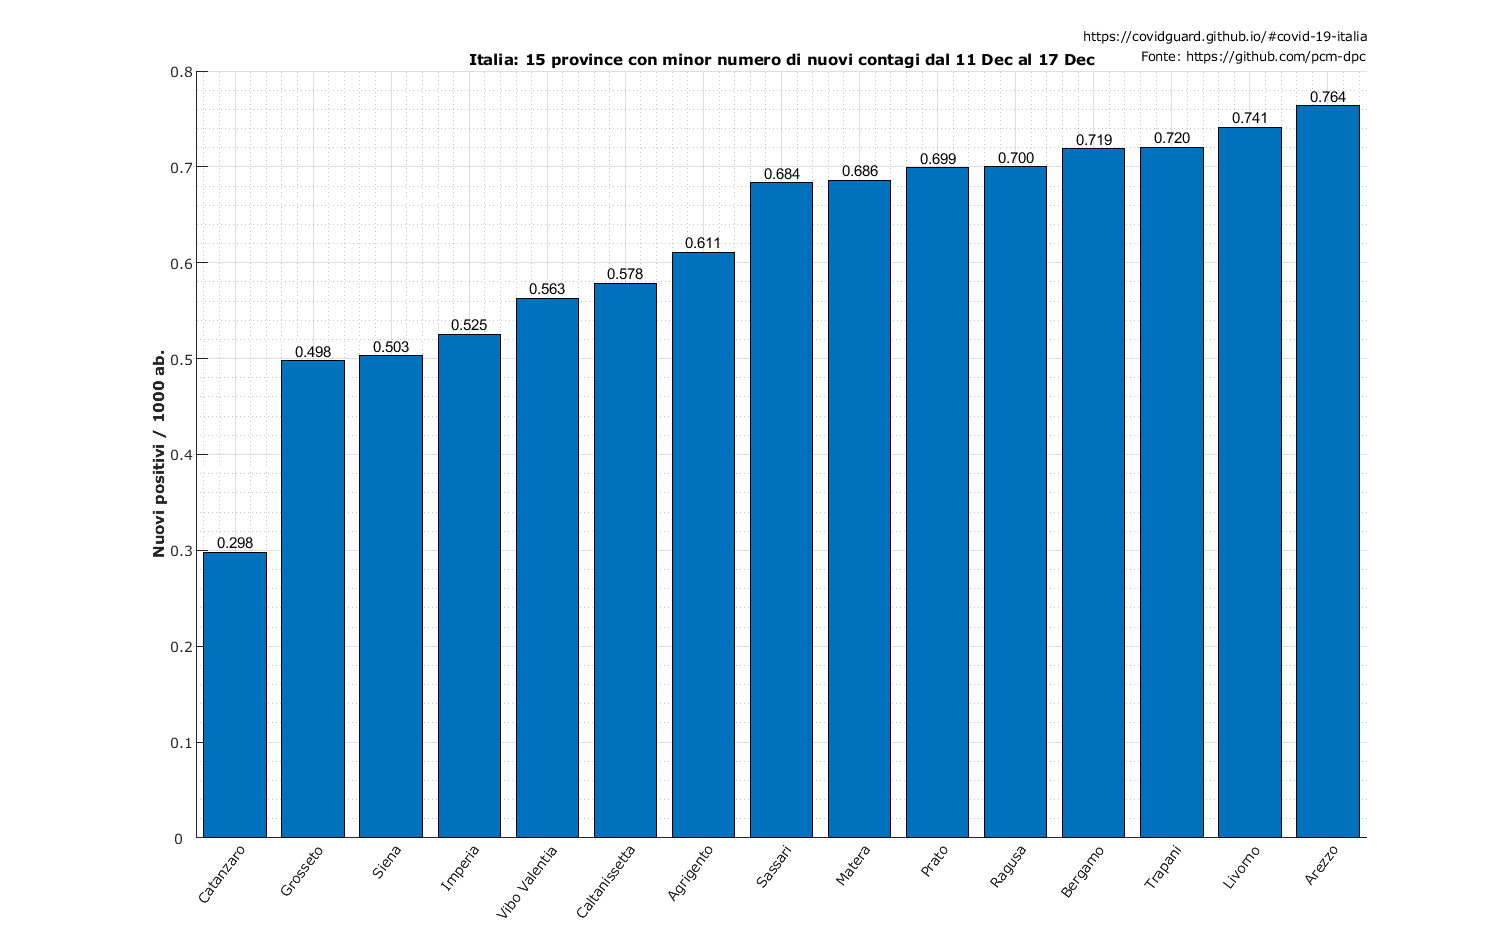 https://covidguard.github.io/#covid-19-italia
Fonte: https://github.com/pcm-dpc
Italia: 15 province con minor numero di nuovi contagi dal 11 Dec al 17 Dec
Nuovi positivi / 1000 ab.
0.8
0.7
0.6
0.5
0.4
0.3
0.2
0.1
0
0.298
0.498
0.503
0.525
0.563
0.578
0.611
0.684
0.686
0.699
0.700
0.719
0.720
0.741
0.764
Catanzaro
Grosseto
Siena
Imperia
Vibo Valentia
Caltanissetta
Agrigento
Sassari
Matera
Prato
Ragusa
Bergamo
Trapani
Livorno
Arezzo